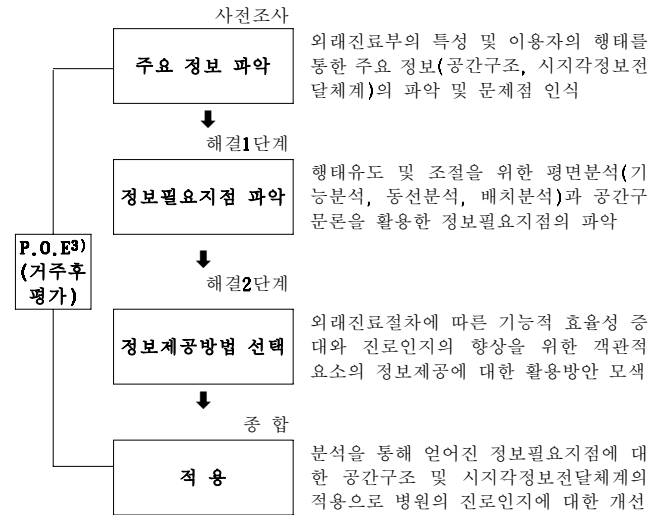 사전조사
주요 정보 파악
외래진료부의 특성 및 이용자의 행태를
통한 주요 정보(공간구조, 시지각정보전
달체계)의 파악 및 문제점 인식
해결1단계
정보필요지점 파악
행태유도 및 조절을 위한 평면분석(기
능분석, 동선분석, 배치분석)과 공간구
문론을 활용한 정보필요지점의 파악
P.O.E3)
(거주후
평가)
해결2단계
정보제공방법 선택
외래진료절차에 따른 기능적 효율성 증
대와 진로인지의 향상을 위한 객관적
요소의 정보제공에 대한 활용방안 모색
종 합
적 용
분석을 통해 얻어진 정보필요지점에 대
한 공간구조 및 시지각정보전달체계의
적용으로 병원의 진로인지에 대한 개선